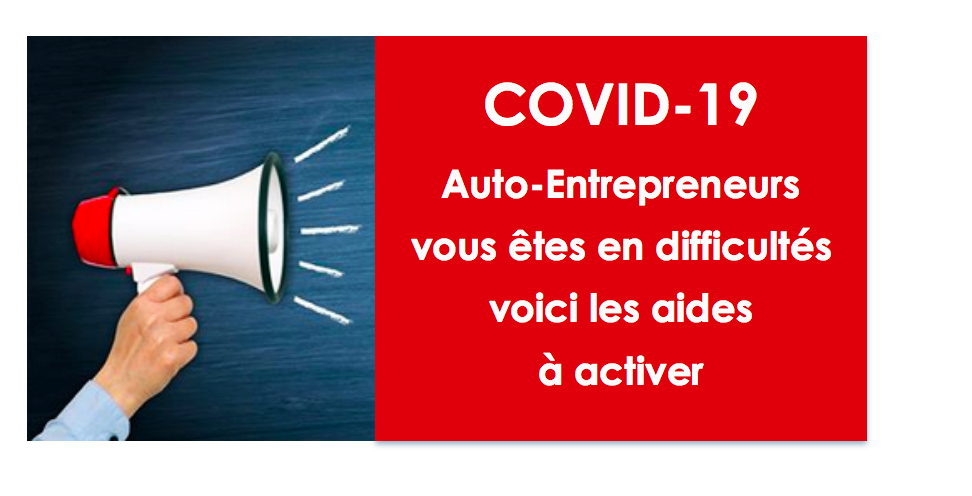 COVID-19
Auto-Entrepreneurs
vous êtes en difficultés
voici les aides
à activer